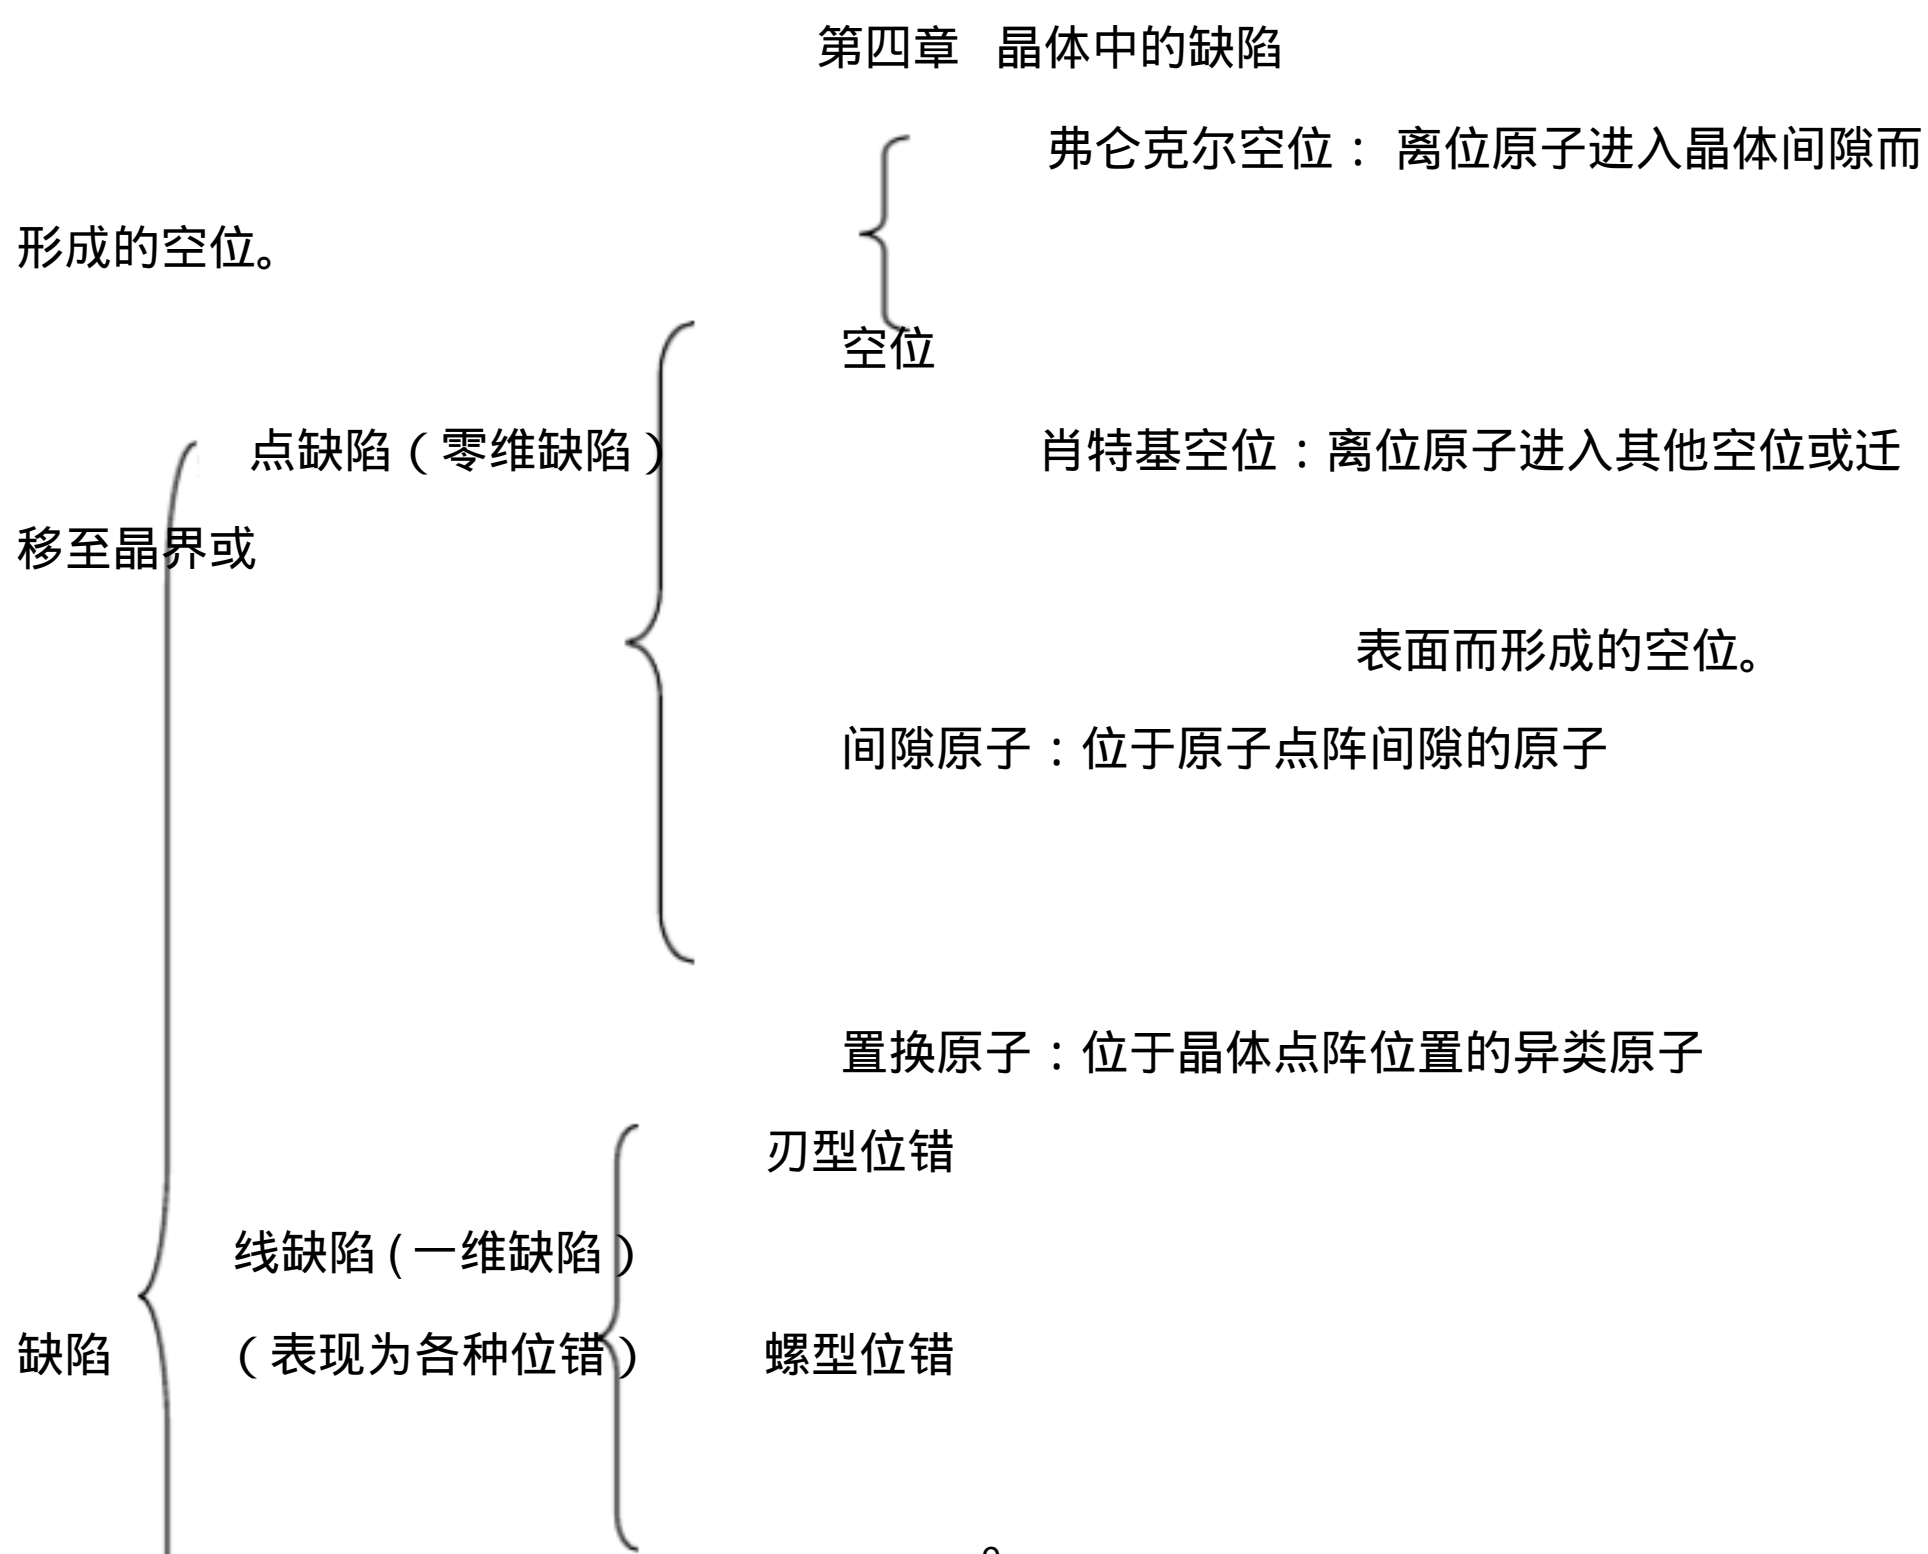 第四章 晶体中的缺陷
弗仑克尔空位： 离位原子进入晶体间隙而
形成的空位。
空位
点缺陷（零维缺陷） 肖特基空位：离位原子进入其他空位或迁
移至晶界或
表面而形成的空位。
间隙原子：位于原子点阵间隙的原子
置换原子：位于晶体点阵位置的异类原子
刃型位错
线缺陷(一维缺陷）
缺陷 （表现为各种位错） 螺型位错